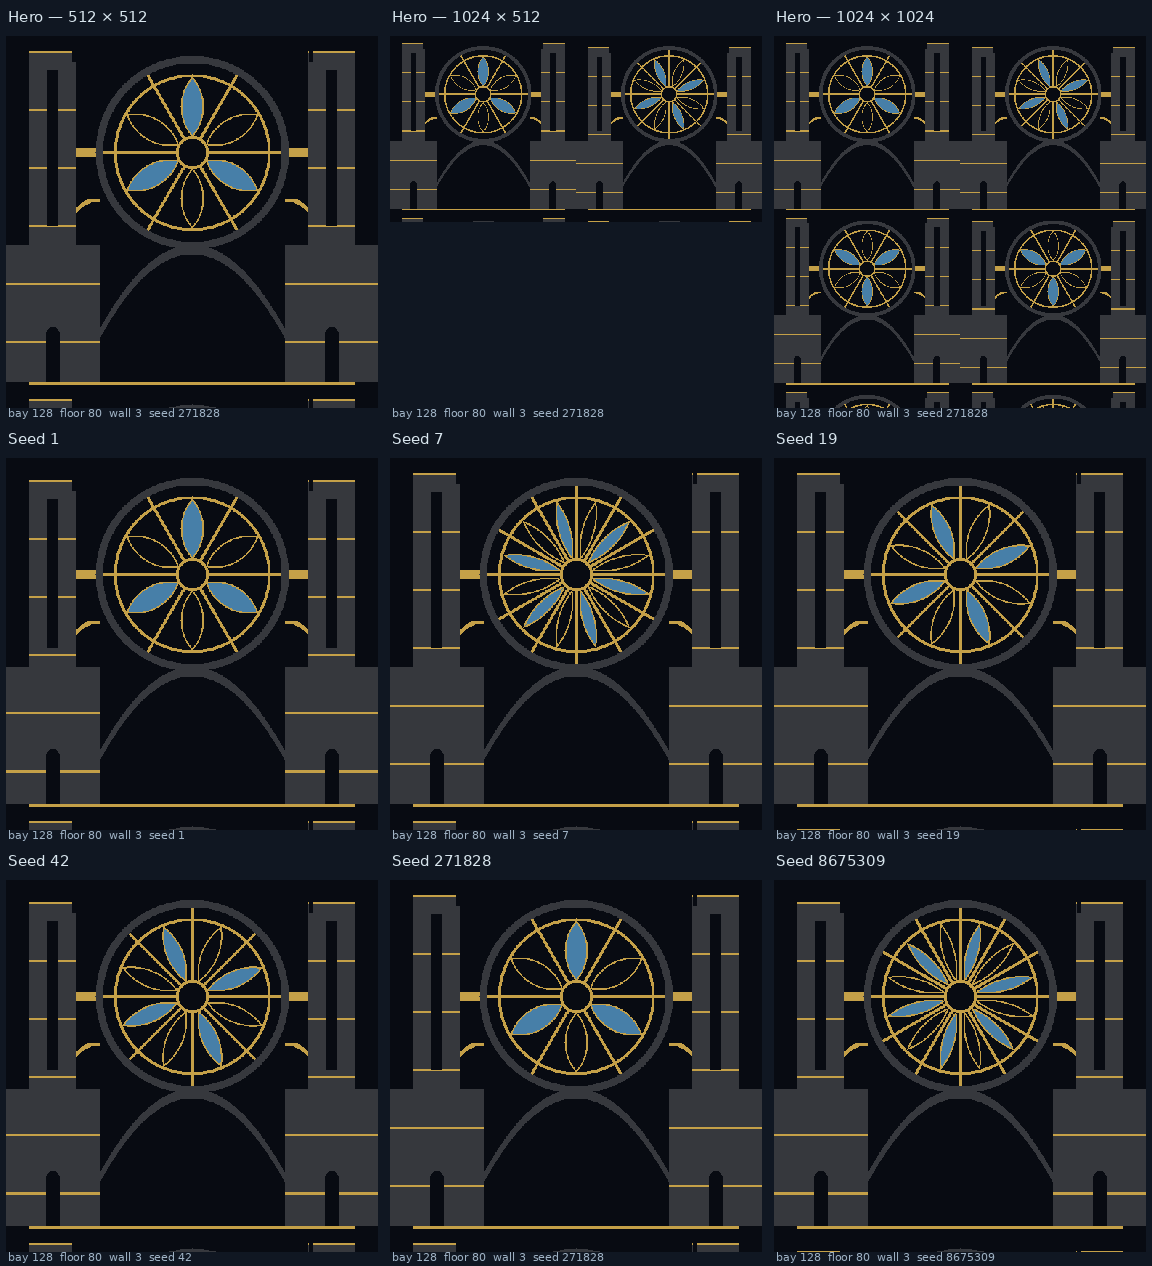 Hero — 512 × 512
Hero — 1024 × 512
Hero — 1024 × 1024
bay 128  floor 80  wall 3  seed 271828
bay 128  floor 80  wall 3  seed 271828
bay 128  floor 80  wall 3  seed 271828
Seed 1
Seed 7
Seed 19
bay 128  floor 80  wall 3  seed 1
bay 128  floor 80  wall 3  seed 7
bay 128  floor 80  wall 3  seed 19
Seed 42
Seed 271828
Seed 8675309
bay 128  floor 80  wall 3  seed 42
bay 128  floor 80  wall 3  seed 271828
bay 128  floor 80  wall 3  seed 8675309